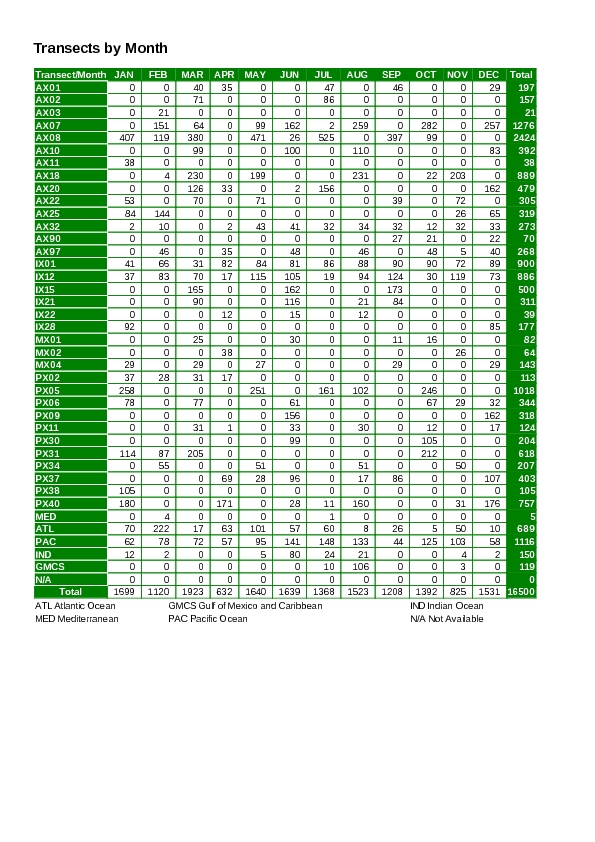 Transects by Month
Transect/Month JAN FEB MAR APR MAY JUN JUL AUG SEP OCT NOV DEC Total
AX01 0 0 40 35 0 0 47 0 46 0 0 29 197
AX02 0 0 71 0 0 0 86 0 0 0 0 0 157
AX03 0 21 0 0 0 0 0 0 0 0 0 0 21
AX07 0 151 64 0 99 162 2 259 0 282 0 257 1276
AX08 407 119 380 0 471 26 525 0 397 99 0 0 2424
AX10 0 0 99 0 0 100 0 110 0 0 0 83 392
AX11 38 0 0 0 0 0 0 0 0 0 0 0 38
AX18 0 4 230 0 199 0 0 231 0 22 203 0 889
AX20 0 0 126 33 0 2 156 0 0 0 0 162 479
AX22 53 0 70 0 71 0 0 0 39 0 72 0 305
AX25 84 144 0 0 0 0 0 0 0 0 26 65 319
AX32 2 10 0 2 43 41 32 34 32 12 32 33 273
AX90 0 0 0 0 0 0 0 0 27 21 0 22 70
AX97 0 46 0 35 0 48 0 46 0 48 5 40 268
IX01 41 66 31 82 84 81 86 88 90 90 72 89 900
IX12 37 83 70 17 115 105 19 94 124 30 119 73 886
IX15 0 0 165 0 0 162 0 0 173 0 0 0 500
IX21 0 0 90 0 0 116 0 21 84 0 0 0 311
IX22 0 0 0 12 0 15 0 12 0 0 0 0 39
IX28 92 0 0 0 0 0 0 0 0 0 0 85 177
MX01 0 0 25 0 0 30 0 0 11 16 0 0 82
MX02 0 0 0 38 0 0 0 0 0 0 26 0 64
MX04 29 0 29 0 27 0 0 0 29 0 0 29 143
PX02 37 28 31 17 0 0 0 0 0 0 0 0 113
PX05 258 0 0 0 251 0 161 102 0 246 0 0 1018
PX06 78 0 77 0 0 61 0 0 0 67 29 32 344
PX09 0 0 0 0 0 156 0 0 0 0 0 162 318
PX11 0 0 31 1 0 33 0 30 0 12 0 17 124
PX30 0 0 0 0 0 99 0 0 0 105 0 0 204
PX31 114 87 205 0 0 0 0 0 0 212 0 0 618
PX34 0 55 0 0 51 0 0 51 0 0 50 0 207
PX37 0 0 0 69 28 96 0 17 86 0 0 107 403
PX38 105 0 0 0 0 0 0 0 0 0 0 0 105
PX40 180 0 0 171 0 28 11 160 0 0 31 176 757
MED 0 4 0 0 0 0 1 0 0 0 0 0 5
ATL 70 222 17 63 101 57 60 8 26 5 50 10 689
PAC 62 78 72 57 95 141 148 133 44 125 103 58 1116
IND 12 2 0 0 5 80 24 21 0 0 4 2 150
GMCS 0 0 0 0 0 0 10 106 0 0 3 0 119
N/A 0 0 0 0 0 0 0 0 0 0 0 0 0
Total 1699 1120 1923 632 1640 1639 1368 1523 1208 1392 825 1531 16500
ATL Atlantic Ocean GMCS Gulf of Mexico and Caribbean IND Indian Ocean
MED Mediterranean PAC Pacific Ocean N/A Not Available